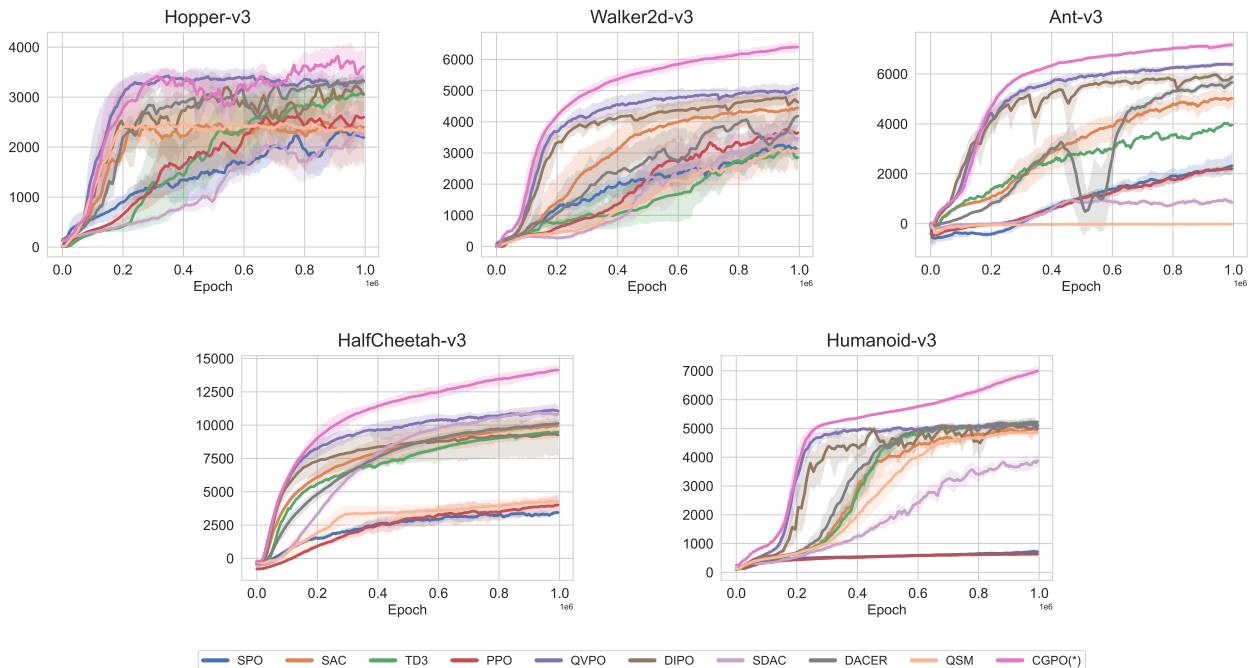 Hopper-v3
4000
3000
2000
1000
0
0.0 0.2 0.4 0.6 0.8 1.0
Epoch
1e6
Walker2d-v3
6000
5000
4000
3000
2000
1000
0
0.0 0.2 0.4 0.6 0.8 1.0
Epoch
1e6
Ant-v3
6000
4000
2000
0
0.0 0.2 0.4 0.6 0.8 1.0
Epoch
1e6
HalfCheetah-v3
15000
12500
10000
7500
5000
2500
0
0.0 0.2 0.4 0.6 0.8 1.0
Epoch
1e6
Humanoid-v3
7000
6000
5000
4000
3000
2000
1000
0
0.0 0.2 0.4 0.6 0.8 1.0
Epoch
1e6
SPO SAC TD3 PPO QVPO DIPO SDAC DACER QSM CGPO(*)